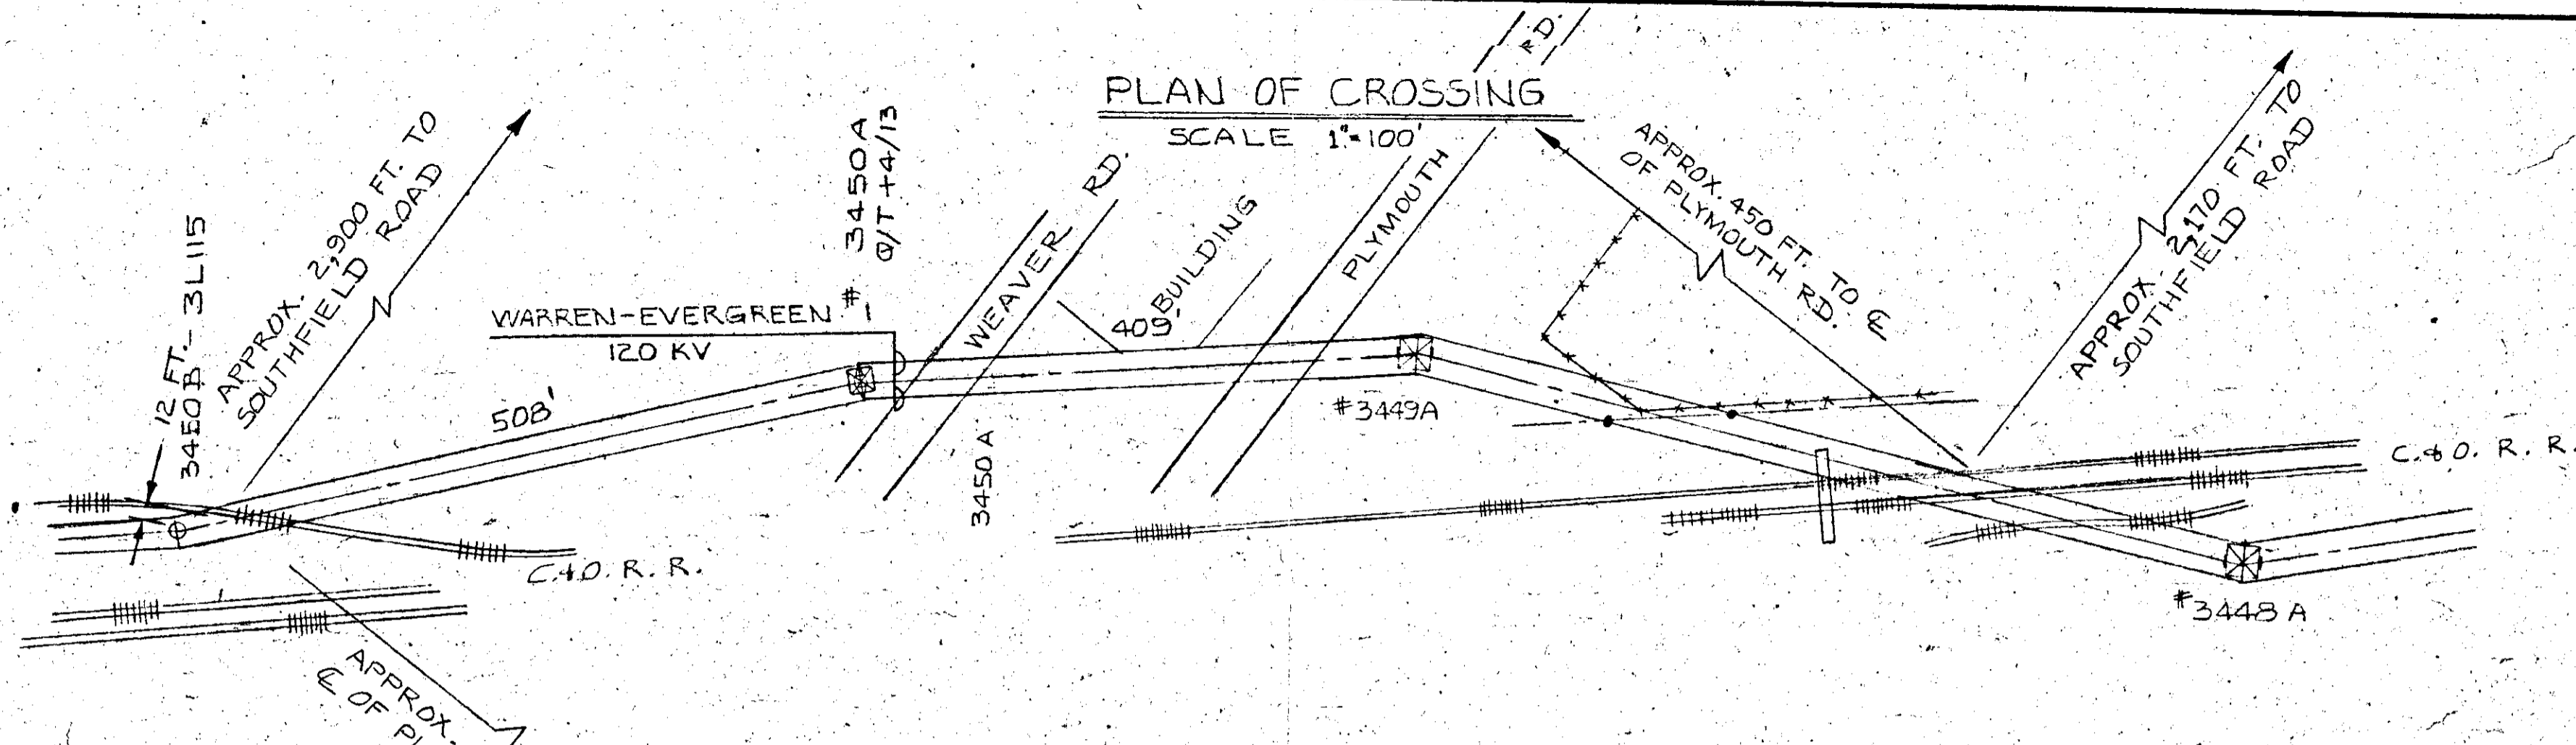 PLAN OF CROSSING
SCALE 1"=100'
RD.
12 FT.
3450B - 3L115
APPROX. 2,900 FT. TO
SOUTHFIELD ROAD
508'
WARREN-EVERGREEN #1
120 KV
3450A
@/T +4/13
WEAVER RD.
3450 A
409'
BUILDING
PLYMOUTH
#3449A
APPROX. 450 FT. TO ℄
OF PLYMOUTH RD.
APPROX. 2,170 FT. TO
SOUTHFIELD ROAD
C.&O. R. R.
C.&O. R. R.
#3448 A
APPROX.
℄ OF